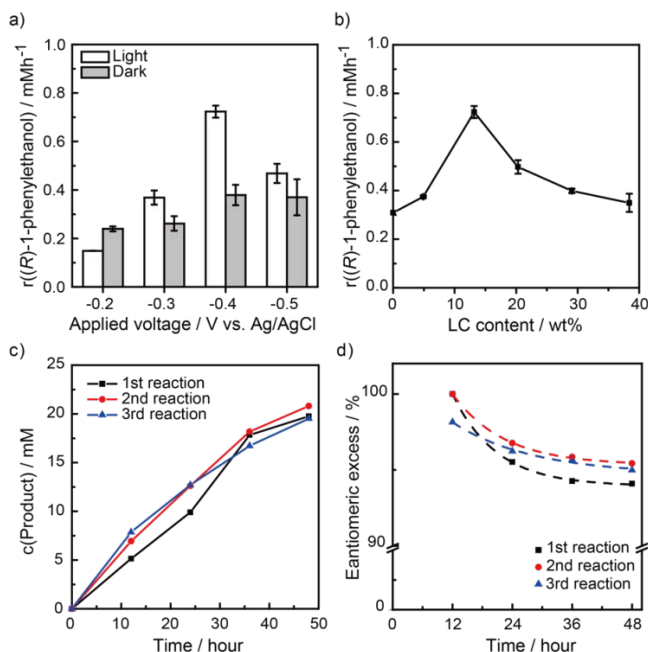 a)
r((R)-1-phenylethanol) / mMh-1
1.0
0.8
0.6
0.4
0.2
0.0
Light
Dark
-0.2 -0.3 -0.4 -0.5
Applied voltage / V vs. Ag/AgCl
b)
r((R)-1-phenylethanol) / mMh-1
1.0
0.8
0.6
0.4
0.2
0.0
0 10 20 30 40
LC content / wt%
c)
c(Product) / mM
25
20
15
10
5
0
1st reaction
2nd reaction
3rd reaction
0 10 20 30 40 50
Time / hour
d)
Eantiomeric excess / %
100
90
0
1st reaction
2nd reaction
3rd reaction
0 12 24 36 48
Time / hour